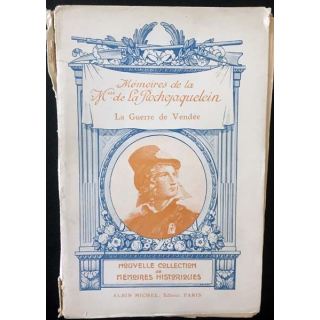 Mémoires de la
Mise de La Rochejaquelein
La Guerre de Vendée
NOUVELLE COLLECTION
DE
MÉMOIRES HISTORIQUES
ALBIN MICHEL, Éditeur. PARIS